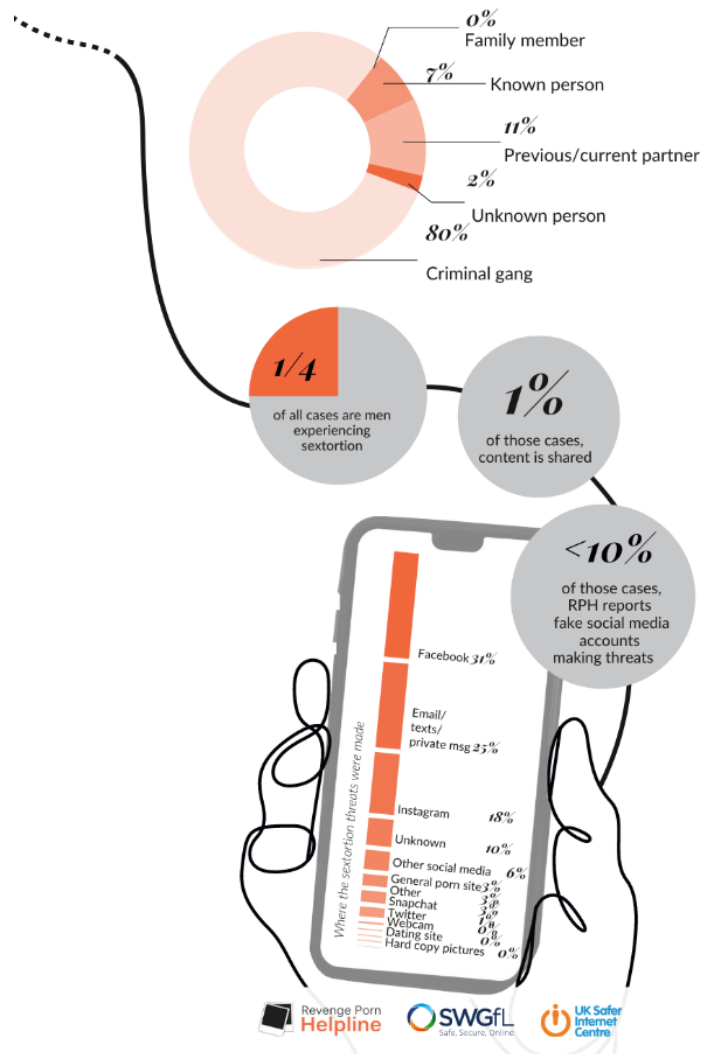 0%
Family member
7%
Known person
11%
Previous/current partner
2%
Unknown person
80%
Criminal gang
1/4
of all cases are men
experiencing
sextortion
1%
of those cases,
content is shared
<10%
of those cases,
RPH reports
fake social media
accounts
making threats
Where the sextortion threats were made
Facebook 31%
Email/
texts/
private msg 25%
Instagram 18%
Unknown 10%
Other social media 6%
General porn site 3%
Other 3%
Snapchat 3%
Twitter
Webcam
Dating site 0%
Hard copy pictures 0%
Revenge Porn
Helpline
SWGfL
Safe, Secure, Online
UK Safer
Internet
Centre